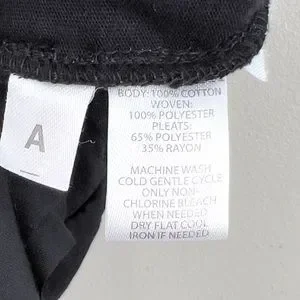 A
BODY: 100% COTTON
WOVEN:
100% POLYESTER
PLEATS:
65% POLYESTER
35% RAYON
MACHINE WASH
COLD GENTLE CYCLE
ONLY NON-
CHLORINE BLEACH
WHEN NEEDED
DRY FLAT COOL
IRON IF NEEDED